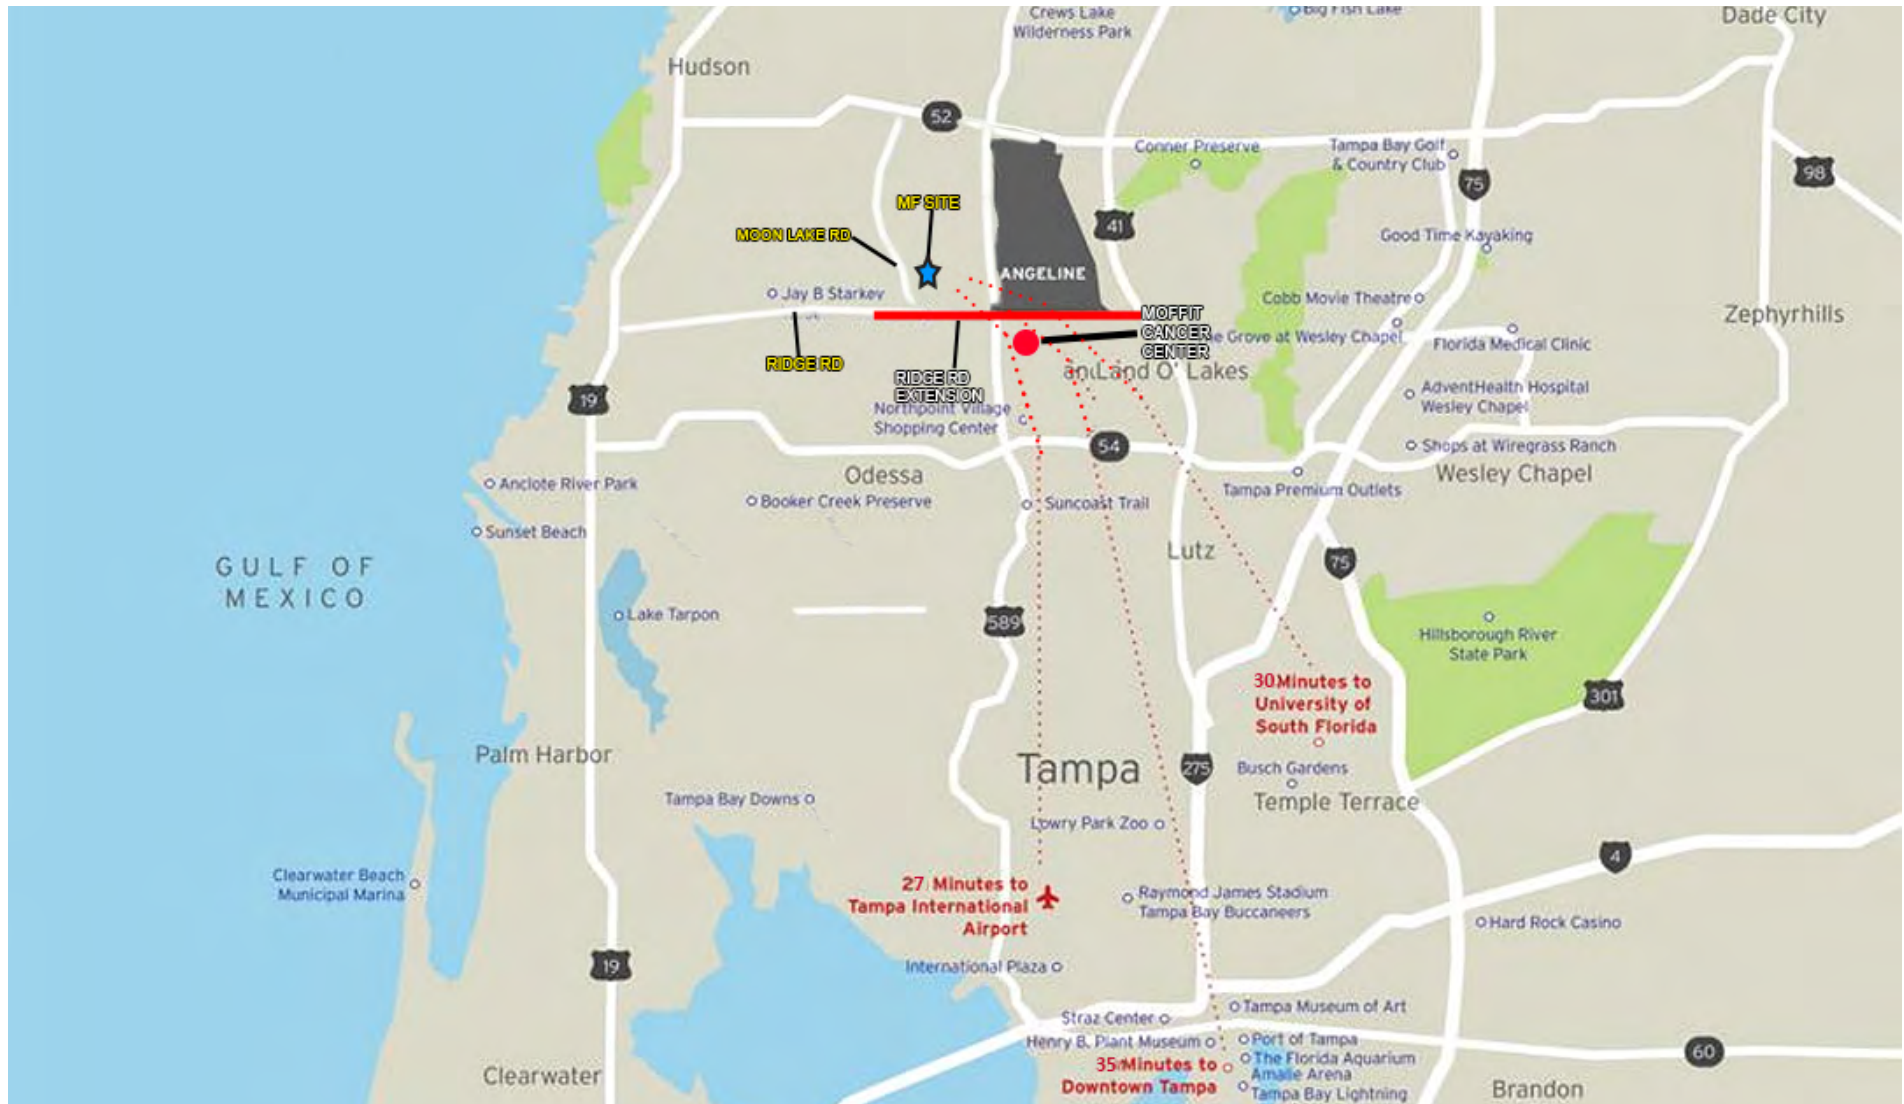 Crews Lake
Wilderness Park
Big Fish Lake
Dade City
Hudson
52
Conner Preserve
Tampa Bay Golf
& Country Club
75
98
MF SITE
MOON LAKE RD
41
Good Time Kayaking
ANGELINE
Jay B Starkey
Cobb Movie Theatre
MOFFIT
CANCER
CENTER
Zephyrhills
Grove at Wesley Chapel
Florida Medical Clinic
RIDGE RD
RIDGE RD
EXTENSION
Land O' Lakes
19
AdventHealth Hospital
Wesley Chapel
Northpoint Village
Shopping Center
54
Shops at Wiregrass Ranch
Odessa
Wesley Chapel
Anclote River Park
Booker Creek Preserve
Suncoast Trail
Tampa Premium Outlets
Sunset Beach
Lutz
GULF OF
MEXICO
75
Lake Tarpon
589
Hillsborough River
State Park
30 Minutes to
University of
South Florida
301
Palm Harbor
Tampa
275
Busch Gardens
Temple Terrace
Tampa Bay Downs
Lowry Park Zoo
4
Clearwater Beach
Municipal Marina
27 Minutes to
Tampa International
Airport
Raymond James Stadium
Tampa Bay Buccaneers
Hard Rock Casino
19
International Plaza
Tampa Museum of Art
Straz Center
Henry B. Plant Museum
Port of Tampa
60
35 Minutes to
Downtown Tampa
The Florida Aquarium
Amalie Arena
Tampa Bay Lightning
Clearwater
Brandon